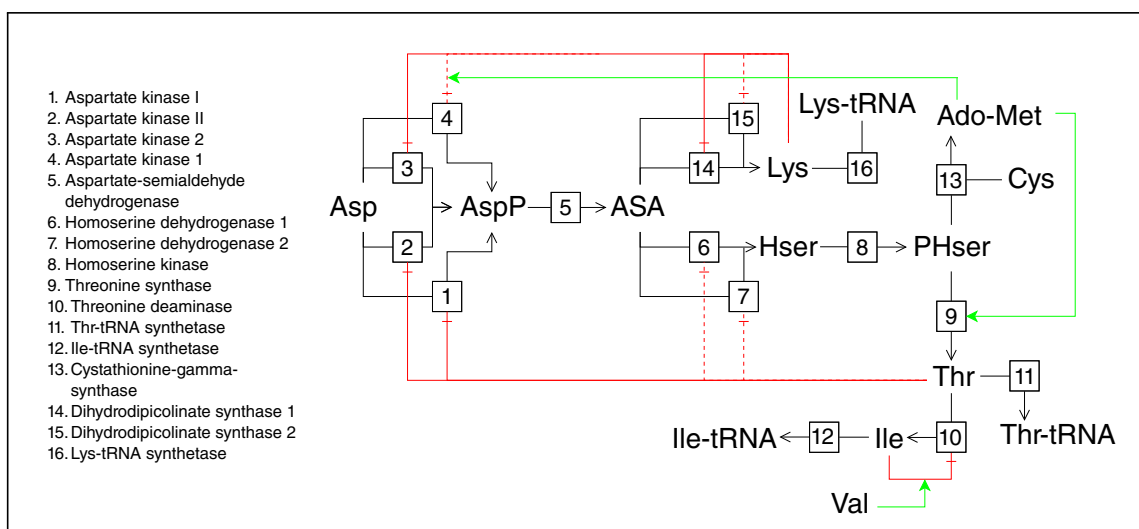 1. Aspartate kinase I
2. Aspartate kinase II
3. Aspartate kinase 2
4. Aspartate kinase 1
5. Aspartate-semialdehyde
dehydrogenase
6. Homoserine dehydrogenase 1
7. Homoserine dehydrogenase 2
8. Homoserine kinase
9. Threonine synthase
10. Threonine deaminase
11. Thr-tRNA synthetase
12. Ile-tRNA synthetase
13. Cystathionine-gamma-
synthase
14. Dihydrodipicolinate synthase 1
15. Dihydrodipicolinate synthase 2
16. Lys-tRNA synthetase
4
15
Lys-tRNA
Ado-Met
3
14
Lys
16
13
Cys
Asp
AspP
5
ASA
2
6
Hser
8
PHser
1
7
9
Thr
11
Ile-tRNA
12
Ile
10
Thr-tRNA
Val